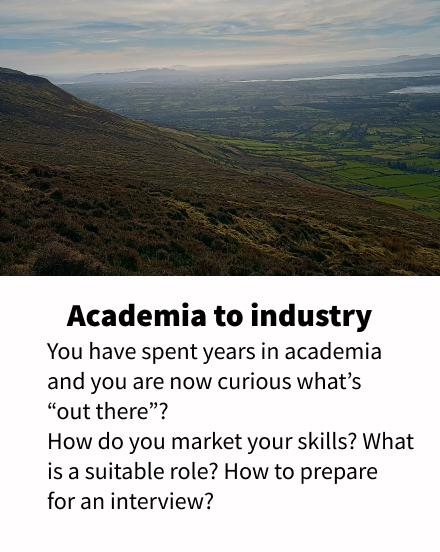 Academia to industry
You have spent years in academia
and you are now curious what’s
“out there”?
How do you market your skills? What
is a suitable role? How to prepare
for an interview?